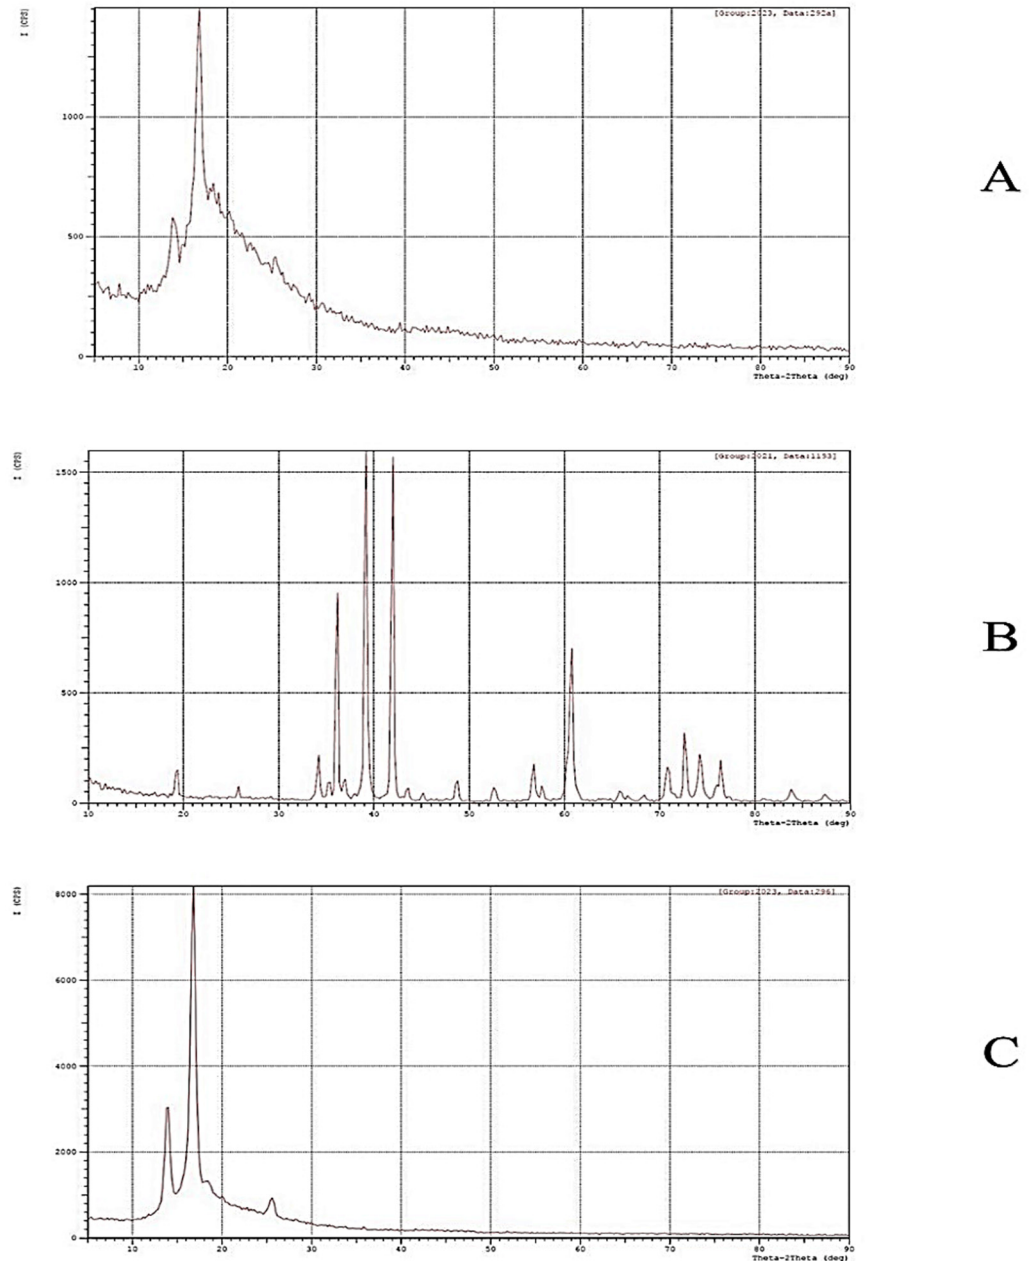 I (CPS)
[Group:2023, Data:292a]
1000
500
0
10 20 30 40 50 60 70 80 90
Theta-2Theta (deg)
A
I (CPS)
[Group:2021, Data:1193]
1500
1000
500
0
10 20 30 40 50 60 70 80 90
Theta-2Theta (deg)
B
I (CPS)
[Group:2023, Data:296]
8000
6000
4000
2000
0
10 20 30 40 50 60 70 80 90
Theta-2Theta (deg)
C